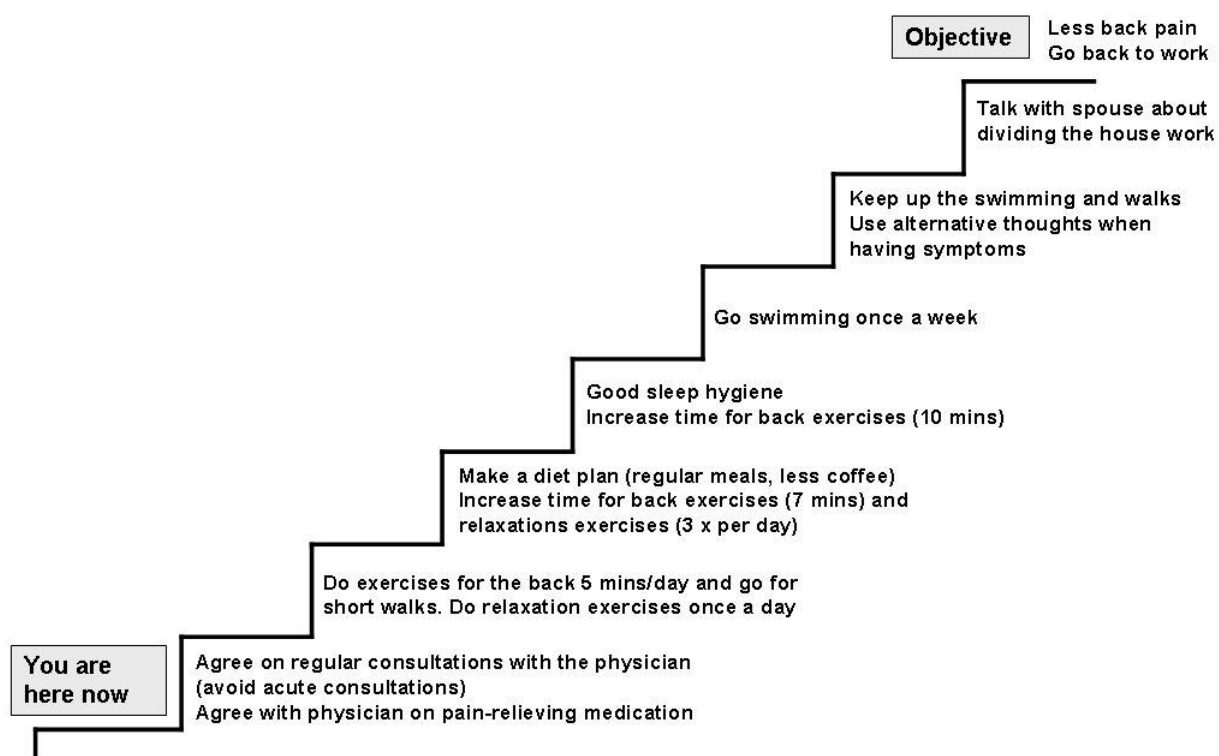 Objective
Less back pain
Go back to work
Talk with spouse about
dividing the house work
Keep up the swimming and walks
Use alternative thoughts when
having symptoms
Go swimming once a week
Good sleep hygiene
Increase time for back exercises (10 mins)
Make a diet plan (regular meals, less coffee)
Increase time for back exercises (7 mins) and
relaxations exercises (3 x per day)
Do exercises for the back 5 mins/day and go for
short walks. Do relaxation exercises once a day
You are
here now
Agree on regular consultations with the physician
(avoid acute consultations)
Agree with physician on pain-relieving medication